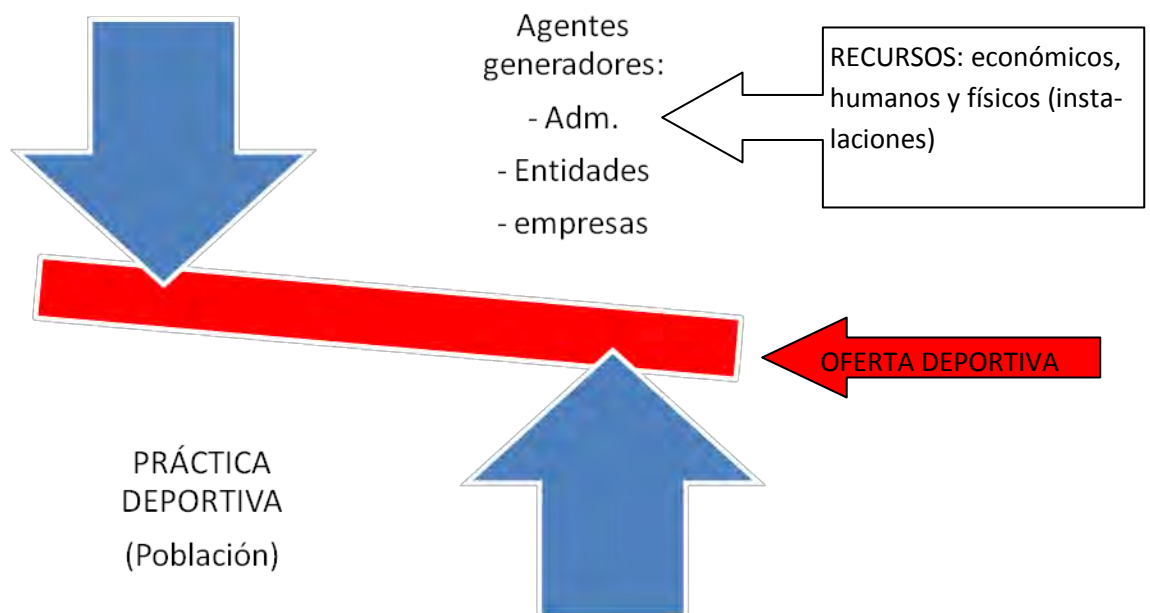 Agentes
generadores:
- Adm.
- Entidades
- empresas
RECURSOS: económicos,
humanos y físicos (insta-
laciones)
OFERTA DEPORTIVA
PRÁCTICA
DEPORTIVA
(Población)